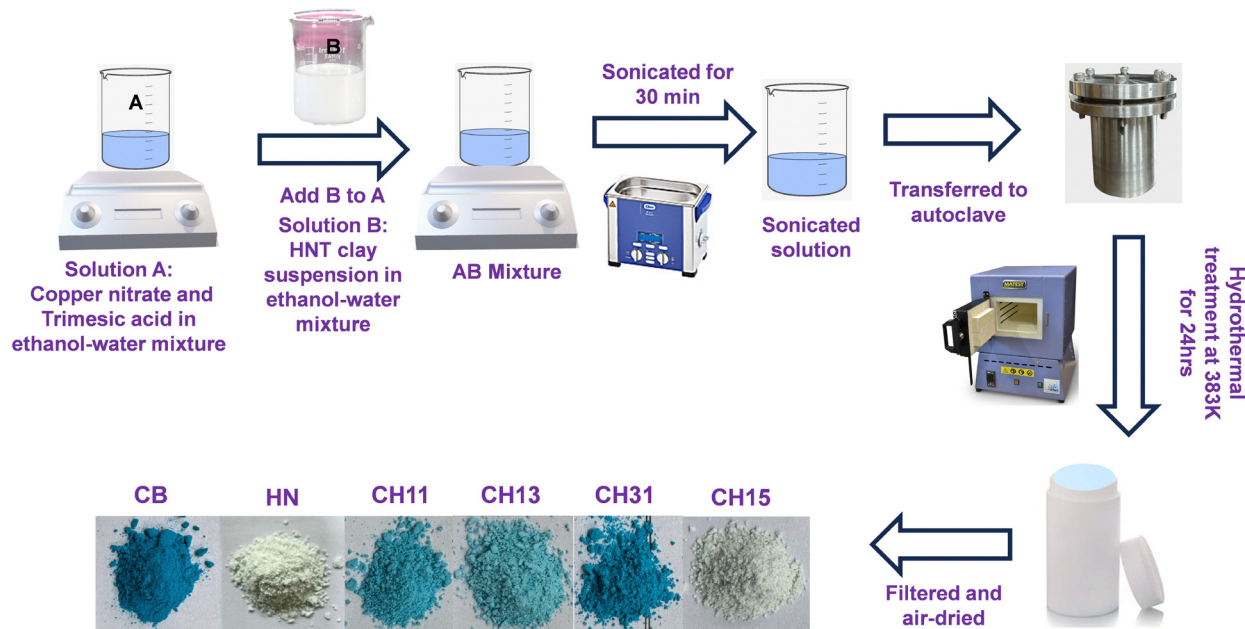 A
B
Sonicated for
30 min
Add B to A
Solution B:
HNT clay
suspension in
ethanol-water
mixture
Solution A:
Copper nitrate and
Trimesic acid in
ethanol-water mixture
AB Mixture
Sonicated
solution
Transferred to
autoclave
MATEST
Hydrothermal
treatment at 383K
for 24hrs
CB
HN
CH11
CH13
CH31
CH15
Filtered and
air-dried